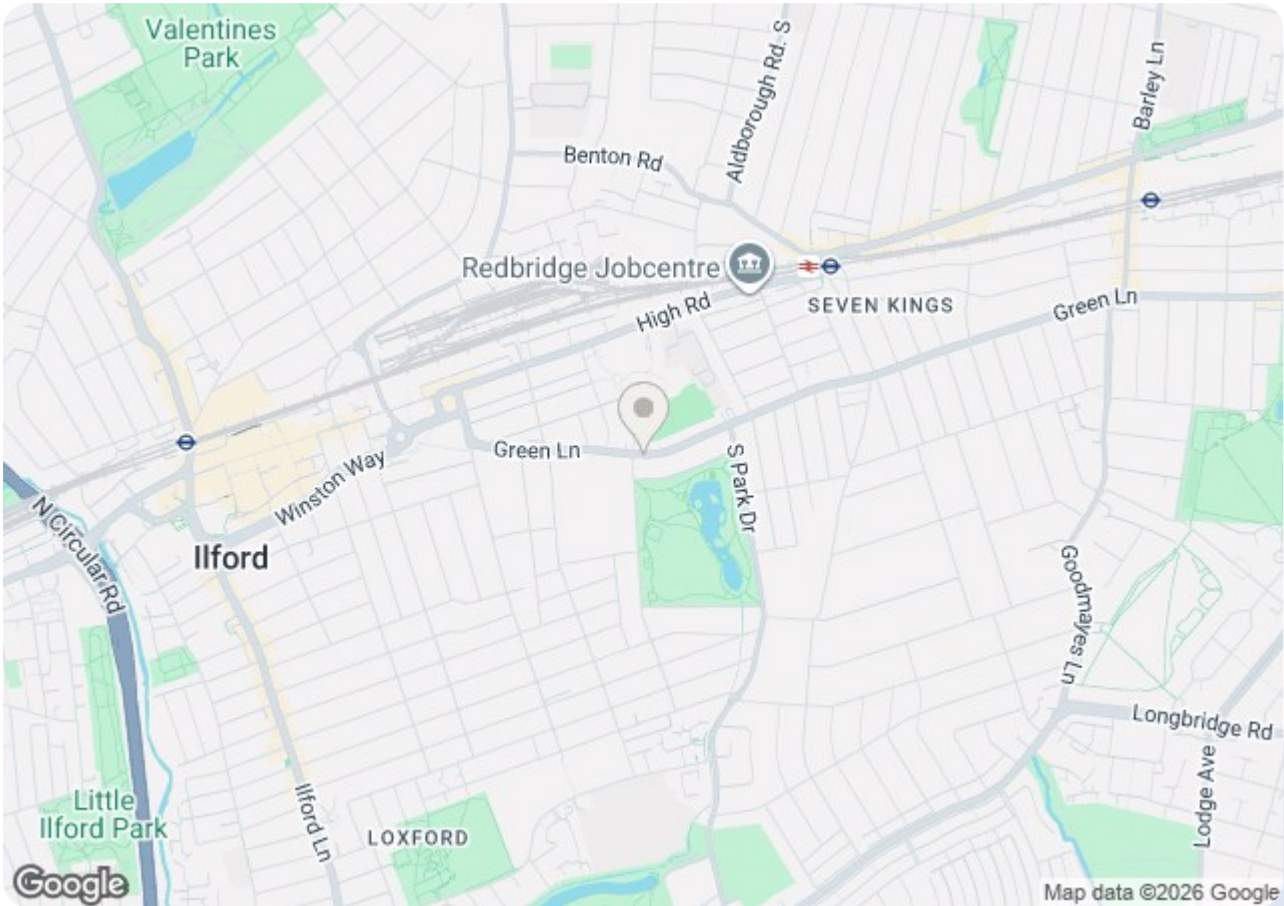 Valentines
Park
Benton Rd
Aldborough Rd. S
Barley Ln
Redbridge Jobcentre
High Rd
SEVEN KINGS
Green Ln
Green Ln
Winston Way
S Park Dr
N Circular Rd
Ilford
Goodmayes Ln
Longbridge Rd
Lodge Ave
Little
Ilford Park
Ilford Ln
LOXFORD
Google
Map data ©2026 Google